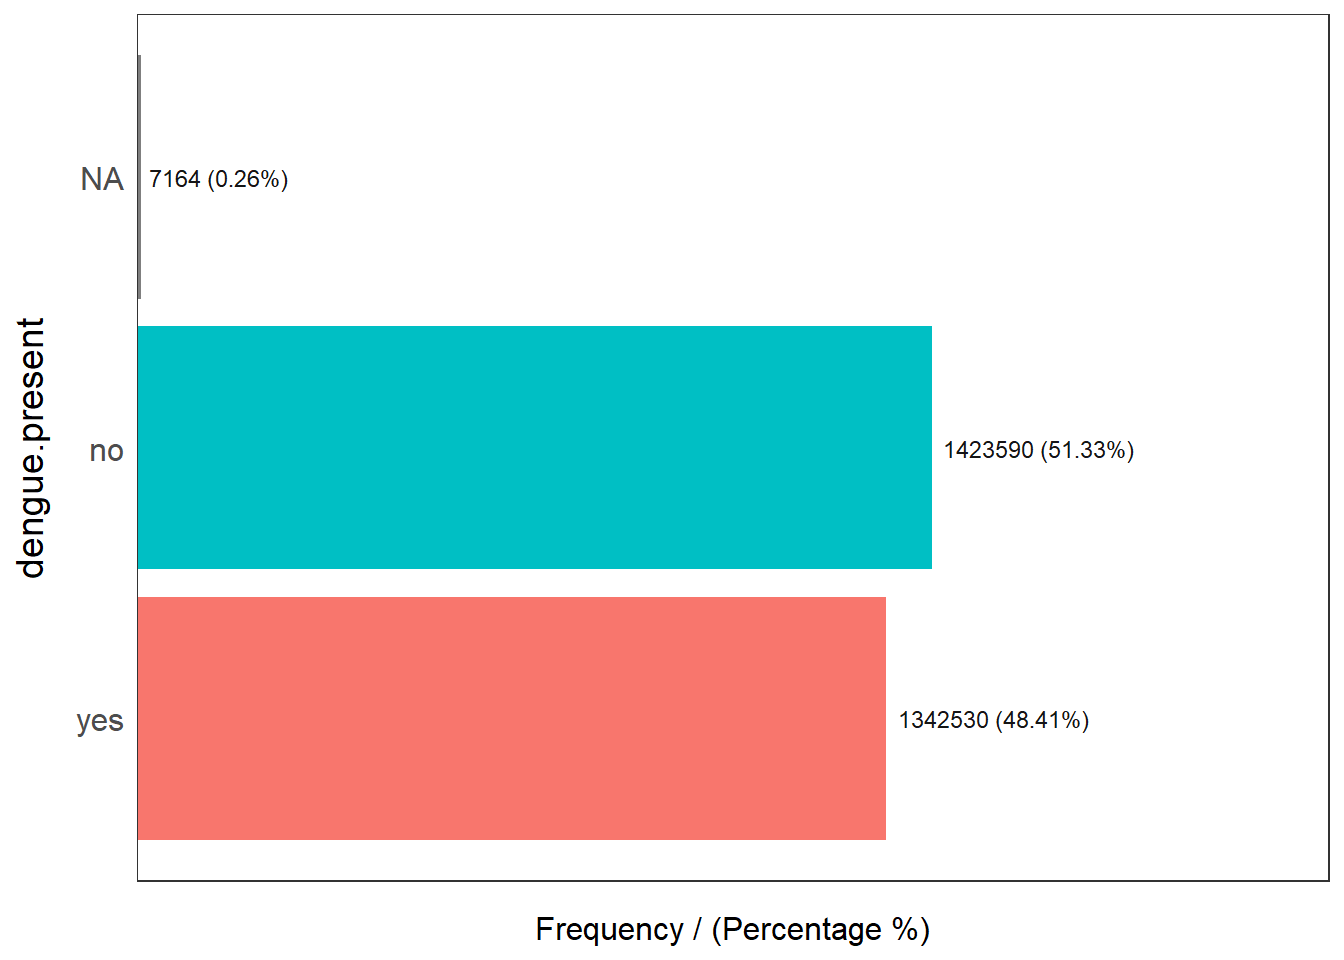 dengue.present
NA
7164 (0.26%)
no
1423590 (51.33%)
yes
1342530 (48.41%)
Frequency / (Percentage %)